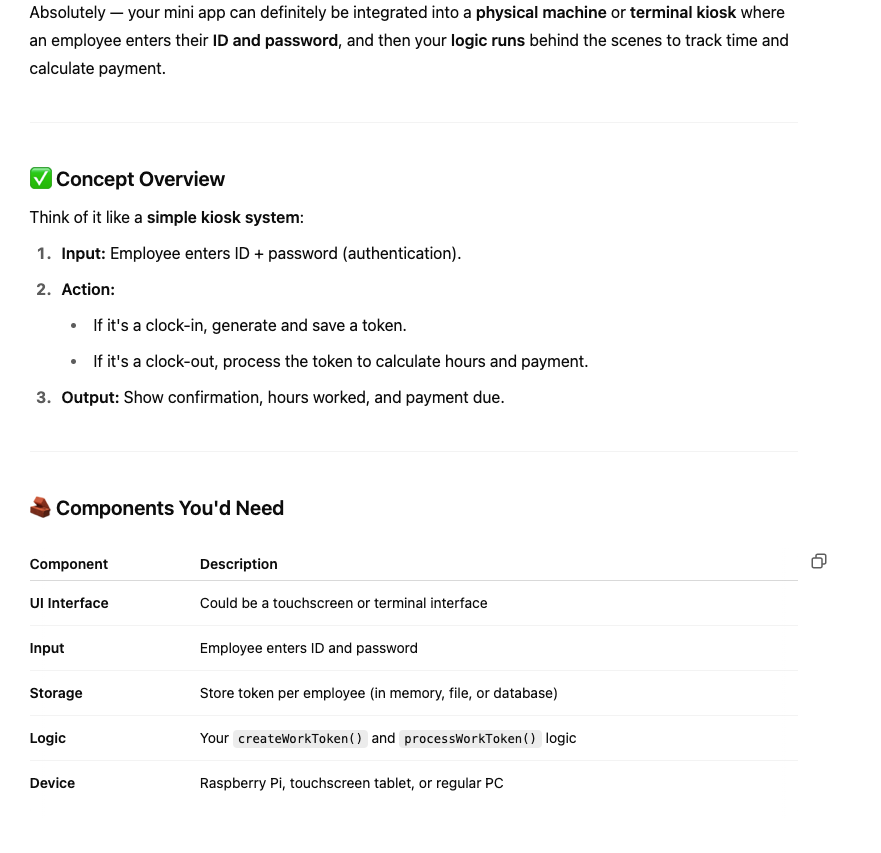 Absolutely — your mini app can definitely be integrated into a physical machine or terminal kiosk where
an employee enters their ID and password, and then your logic runs behind the scenes to track time and
calculate payment.
✅ Concept Overview
Think of it like a simple kiosk system:
1. Input: Employee enters ID + password (authentication).
2. Action:
• If it's a clock-in, generate and save a token.
• If it's a clock-out, process the token to calculate hours and payment.
3. Output: Show confirmation, hours worked, and payment due.
🧱 Components You'd Need
Component Description
UI Interface Could be a touchscreen or terminal interface
Input Employee enters ID and password
Storage Store token per employee (in memory, file, or database)
Logic Your createWorkToken() and processWorkToken() logic
Device Raspberry Pi, touchscreen tablet, or regular PC